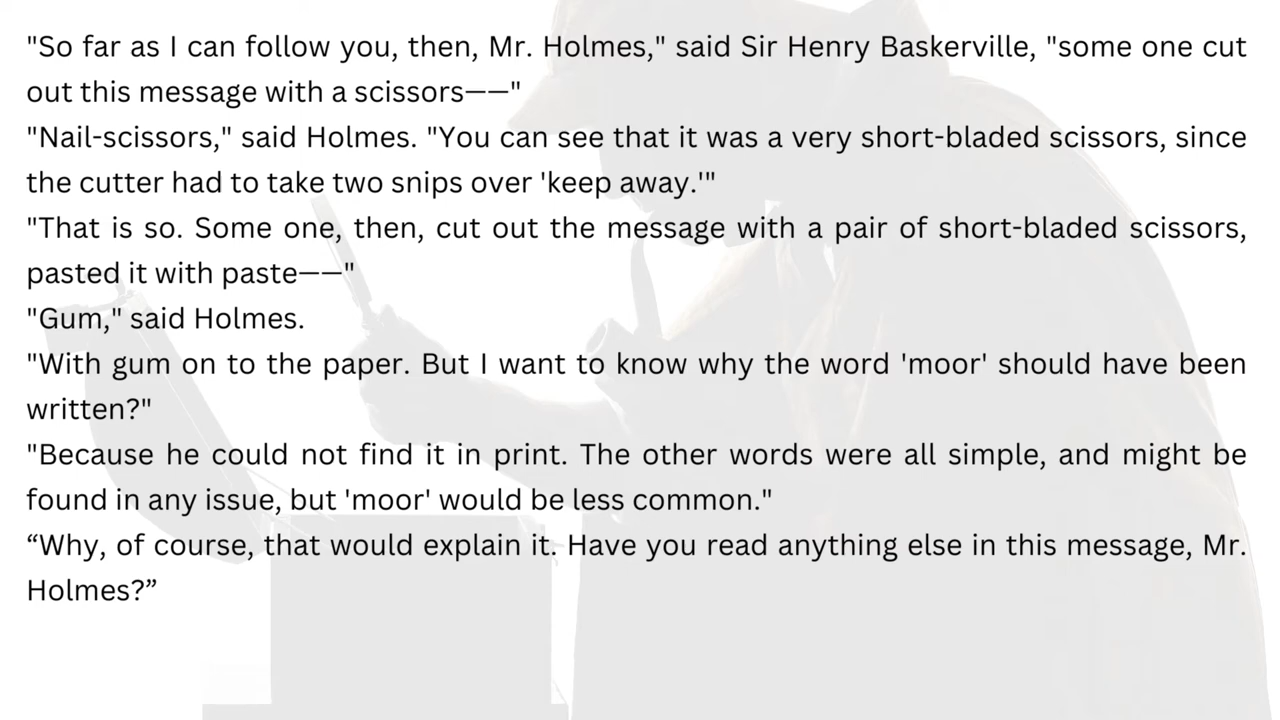 "So far as I can follow you, then, Mr. Holmes," said Sir Henry Baskerville, "some one cut
out this message with a scissors——"
"Nail-scissors," said Holmes. "You can see that it was a very short-bladed scissors, since
the cutter had to take two snips over 'keep away.'"
"That is so. Some one, then, cut out the message with a pair of short-bladed scissors,
pasted it with paste——"
"Gum," said Holmes.
"With gum on to the paper. But I want to know why the word 'moor' should have been
written?"
"Because he could not find it in print. The other words were all simple, and might be
found in any issue, but 'moor' would be less common."
“Why, of course, that would explain it. Have you read anything else in this message, Mr.
Holmes?”